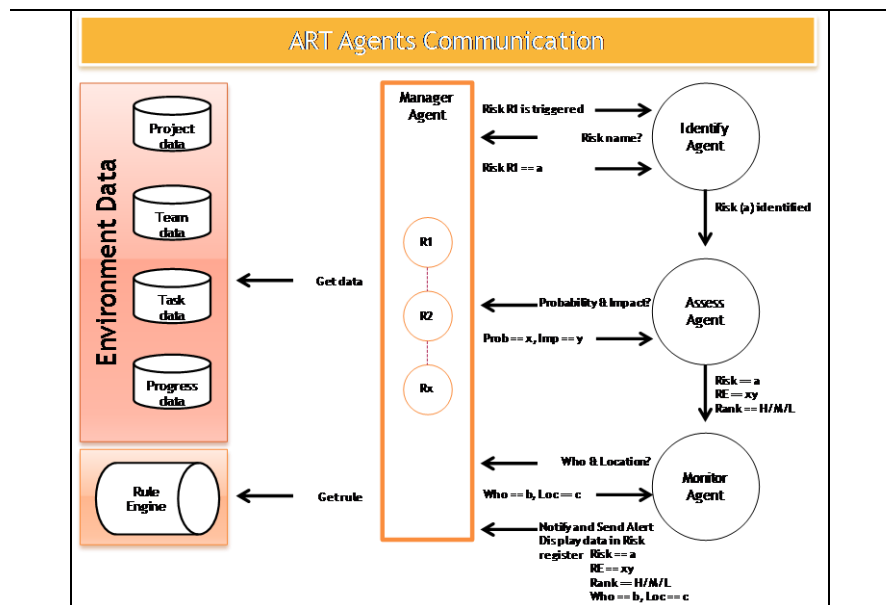 ART Agents Communication
Environment Data
Project
data
Team
data
Task
data
Progress
data
Rule
Engine
Get data
Get rule
Manager
Agent
R1
R2
Rx
Risk R1 is triggered
Risk name?
Risk R1 == a
Identify
Agent
Risk (a) identified
Probability & Impact?
Prob == x, Imp == y
Assess
Agent
Risk == a
RE == xy
Rank == H/M/L
Who & Location?
Who == b, Loc == c
Monitor
Agent
Notify and Send Alert
Display data in Risk
register
Risk == a
RE == xy
Rank == H/M/L
Who == b, Loc == c